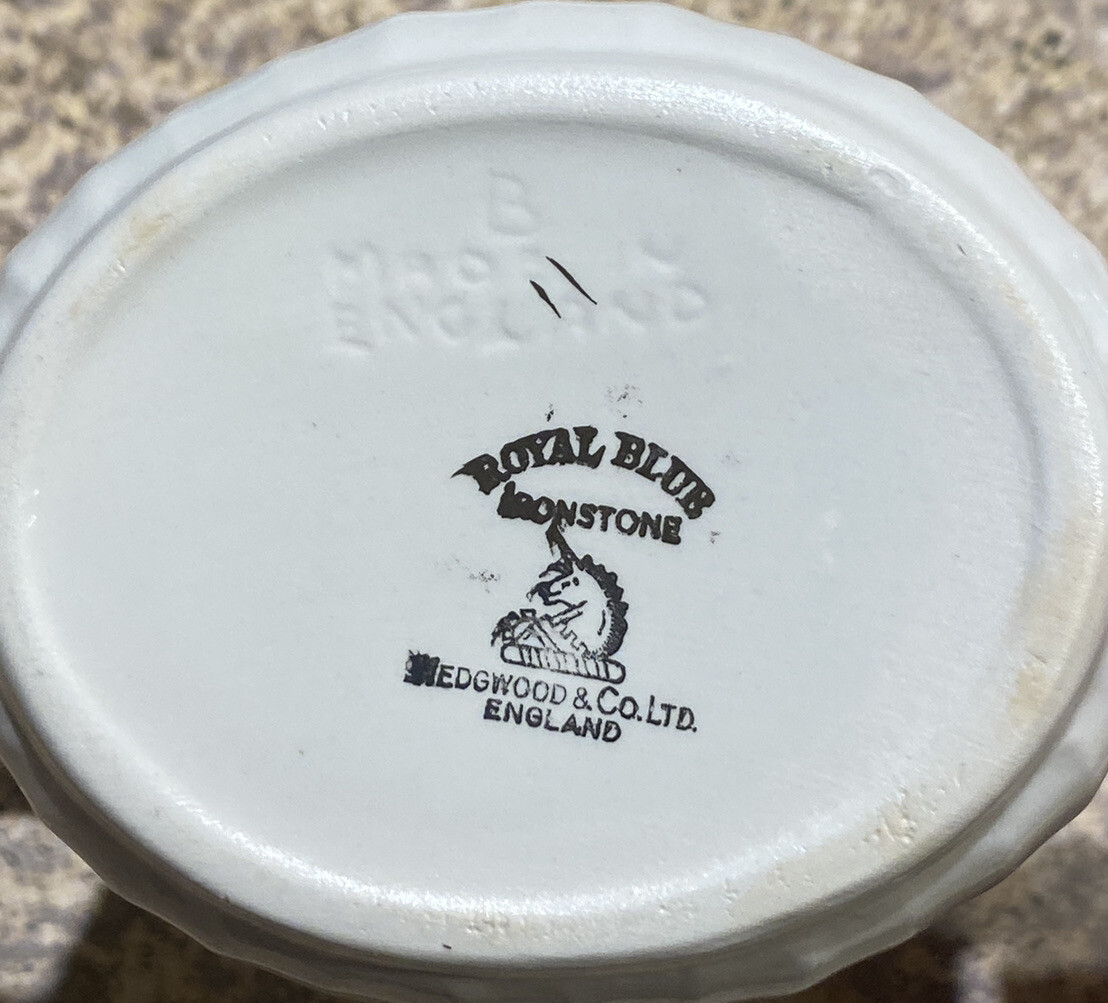 B
MADE IN
ENGLAND
ROYAL BLUE
IRONSTONE
WEDGWOOD & CO. LTD.
ENGLAND